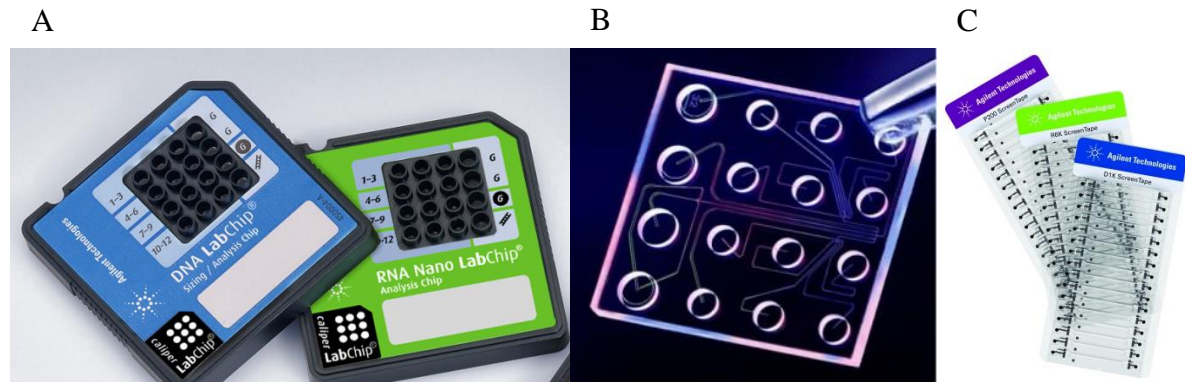 A
B
C
G
G
G
1–3
4–6
7–9
10–12
DNA LabChip®
Sizing / Analysis Chip
Agilent Technologies
caliper
LabChip®
G
G
G
1–3
4–6
7–9
-12
RNA Nano LabChip®
Analysis Chip
caliper
LabChip®
Agilent Technologies
P200 ScreenTape
Agilent Technologies
R6K ScreenTape
Agilent Technologies
D1K ScreenTape